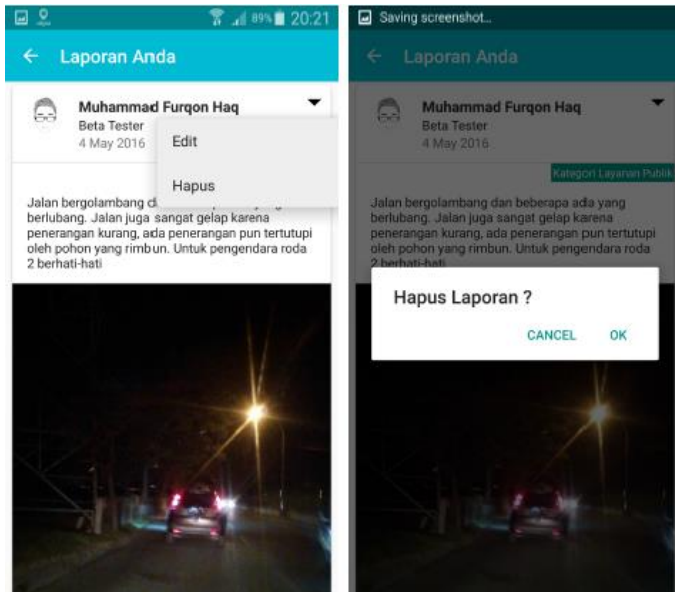 89% 20:21
Laporan Anda
Muhammad Furqon Haq
Beta Tester
4 May 2016
Edit
Hapus
Jalan bergolambang d
berlubang. Jalan juga sangat gelap karena
penerangan kurang, ada penerangan pun tertutupi
oleh pohon yang rimbun. Untuk pengendara roda
2 berhati-hati
Saving screenshot...
Laporan Anda
Muhammad Furqon Haq
Beta Tester
4 May 2016
Kategori Layanan Publik
Jalan bergolambang dan beberapa ada yang
berlubang. Jalan juga sangat gelap karena
penerangan kurang, ada penerangan pun tertutupi
oleh pohon yang rimbun. Untuk pengendara roda
2 berhati-hati
Hapus Laporan ?
CANCEL OK